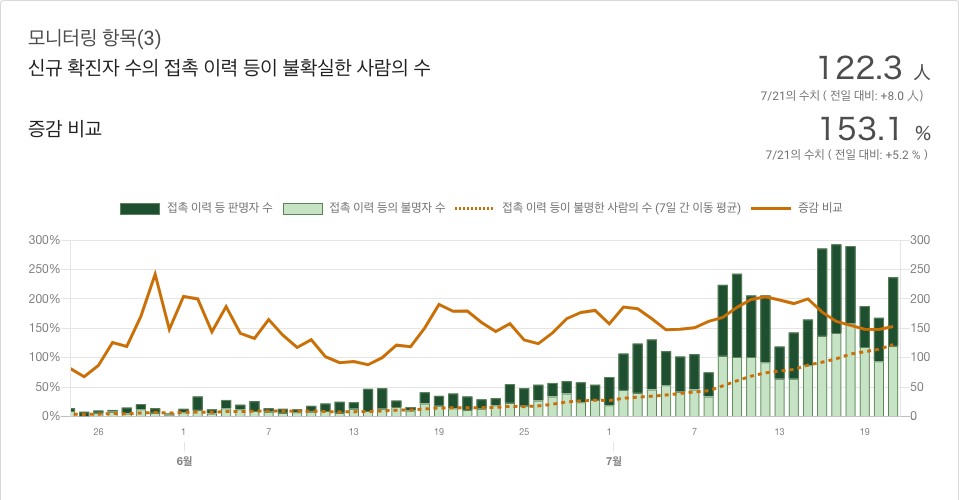 모니터링 항목(3)
신규 확진자 수의 접촉 이력 등이 불확실한 사람의 수
122.3 人
7/21의 수치 ( 전일 대비: +8.0 人)
증감 비교
153.1 %
7/21의 수치 ( 전일 대비: +5.2 % )
접촉 이력 등 판명자 수 접촉 이력 등의 불명자 수 접촉 이력 등이 불명한 사람의 수 (7일 간 이동 평균) 증감 비교
300% 300
250% 250
200% 200
150% 150
100% 100
50% 50
0% 0
26 1 7 13 19 25 1 7 13 19
6월 7월